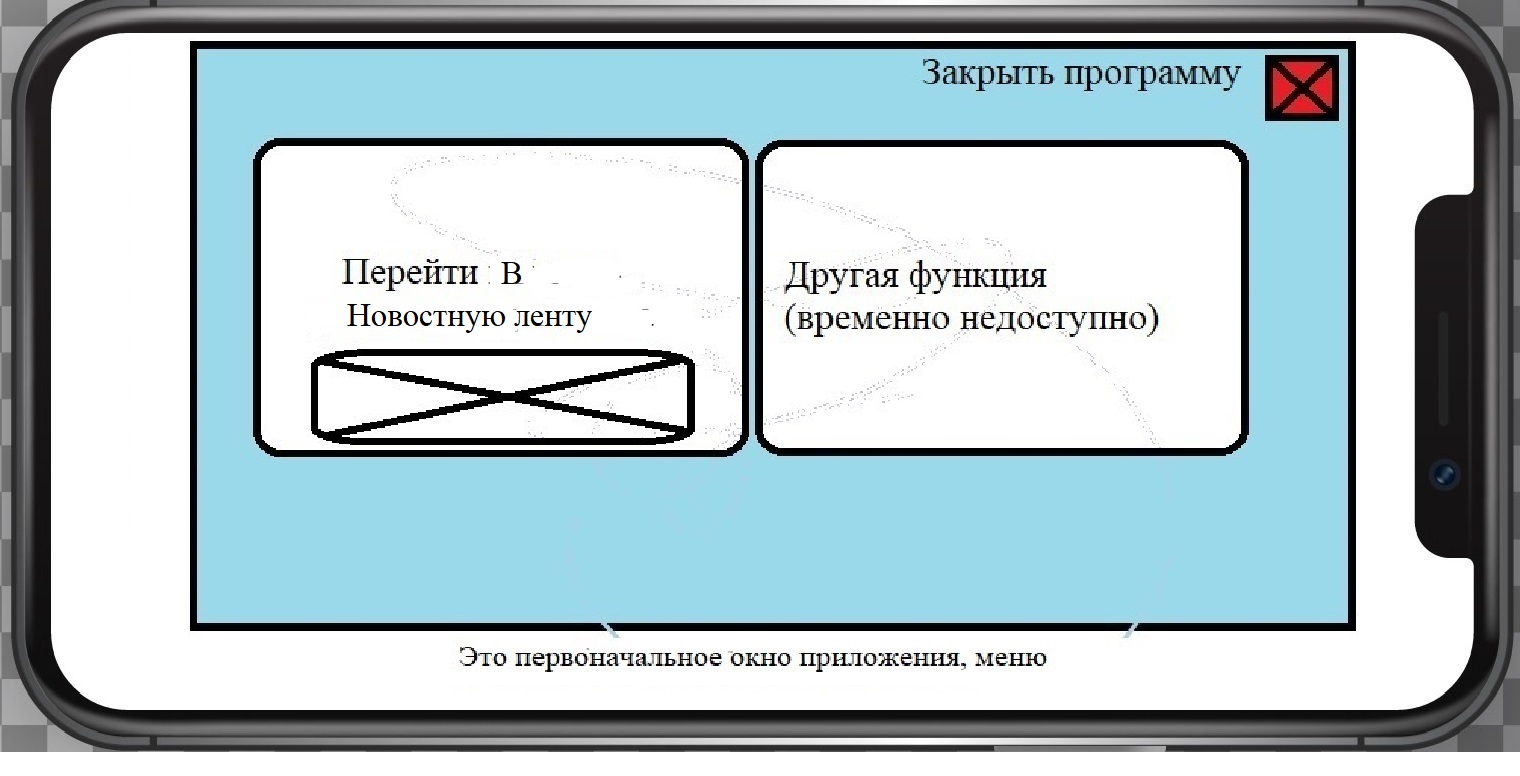 Закрыть программу
Перейти В
Новостную ленту
Другая функция
(временно недоступно)
Это первоначальное окно приложения, меню